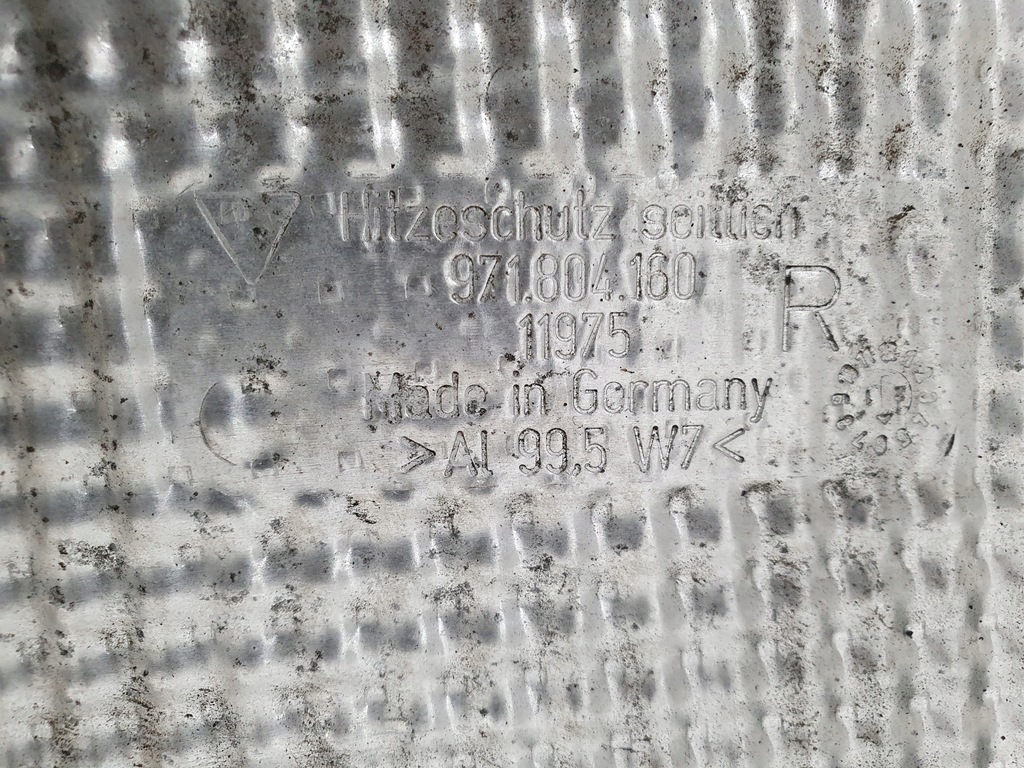 Hitzeschutz seitlich
971.804.160
R
11975
Made in Germany
>Al 99,5 W7<